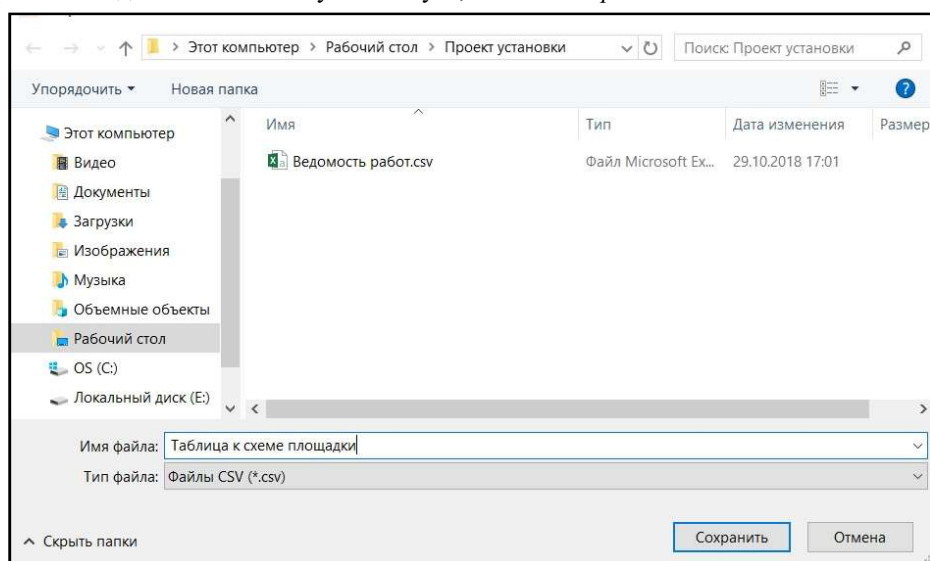 Этот компьютер > Рабочий стол > Проект установки
Поиск: Проект установки
Упорядочить
Новая папка
?
Имя
Тип
Дата изменения
Размер
Этот компьютер
Видео
Документы
Загрузки
Изображения
Музыка
Объемные объекты
Рабочий стол
OS (C:)
Локальный диск (E:)
Ведомость работ.csv
Файл Microsoft Ex...
29.10.2018 17:01
Имя файла: Таблица к схеме площадки
Тип файла: Файлы CSV (*.csv)
Скрыть папки
Сохранить
Отмена